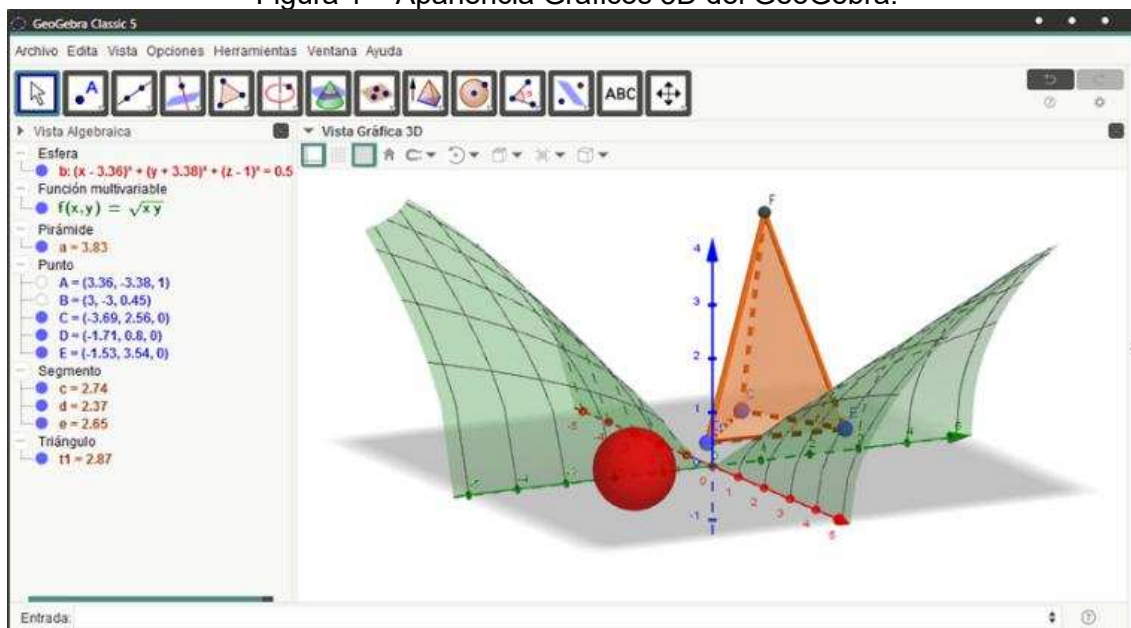 Figura 1 – Apariencia Gráficos 3D del GeoGebra.
GeoGebra Classic 5
Archivo Edita Vista Opciones Herramientas Ventana Ayuda
A
ABC
Vista Algebraica
Vista Gráfica 3D
Esfera
b: (x - 3.36)² + (y + 3.38)² + (z - 1)² = 0.5
Función multivariable
f(x,y) = √x y
Pirámide
a = 3.83
Punto
A = (3.36, -3.38, 1)
B = (3, -3, 0.45)
C = (-3.69, 2.56, 0)
D = (-1.71, 0.8, 0)
E = (-1.53, 3.54, 0)
Segmento
c = 2.74
d = 2.37
e = 2.65
Triángulo
t1 = 2.87
F
4
3
2
1
C
E
-5
0
1
2
3
4
-1
Entrada: